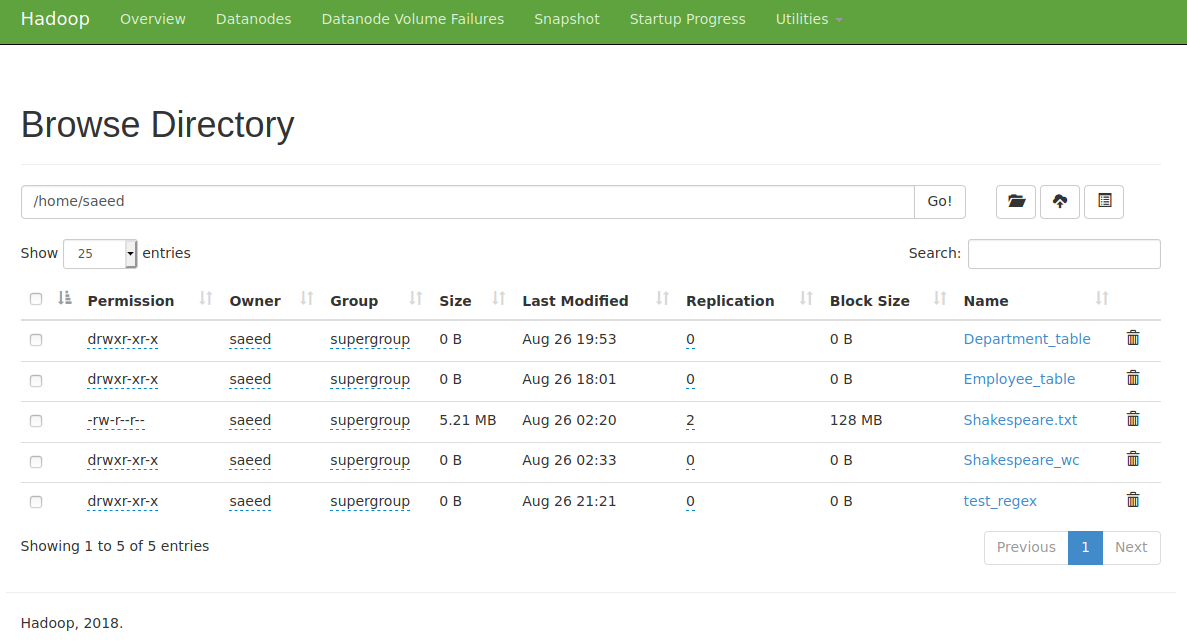 Hadoop Overview Datanodes Datanode Volume Failures Snapshot Startup Progress Utilities
Browse Directory
/home/saeed Go!
Show 25 entries Search:
Permission Owner Group Size Last Modified Replication Block Size Name
drwxr-xr-x saeed supergroup 0 B Aug 26 19:53 0 0 B Department_table
drwxr-xr-x saeed supergroup 0 B Aug 26 18:01 0 0 B Employee_table
-rw-r--r-- saeed supergroup 5.21 MB Aug 26 02:20 2 128 MB Shakespeare.txt
drwxr-xr-x saeed supergroup 0 B Aug 26 02:33 0 0 B Shakespeare_wc
drwxr-xr-x saeed supergroup 0 B Aug 26 21:21 0 0 B test_regex
Showing 1 to 5 of 5 entries Previous 1 Next
Hadoop, 2018.